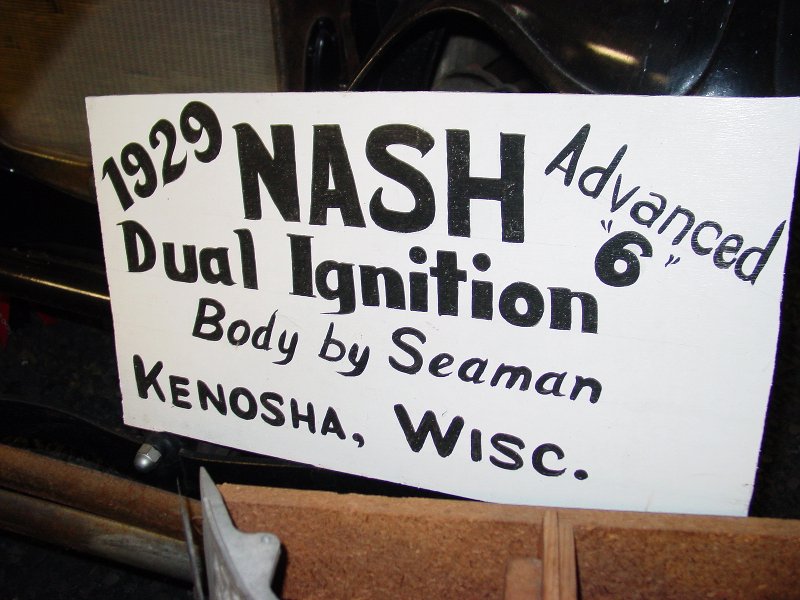 1929 NASH Advanced
"6"
Dual Ignition
Body by Seaman
KENOSHA, WISC.